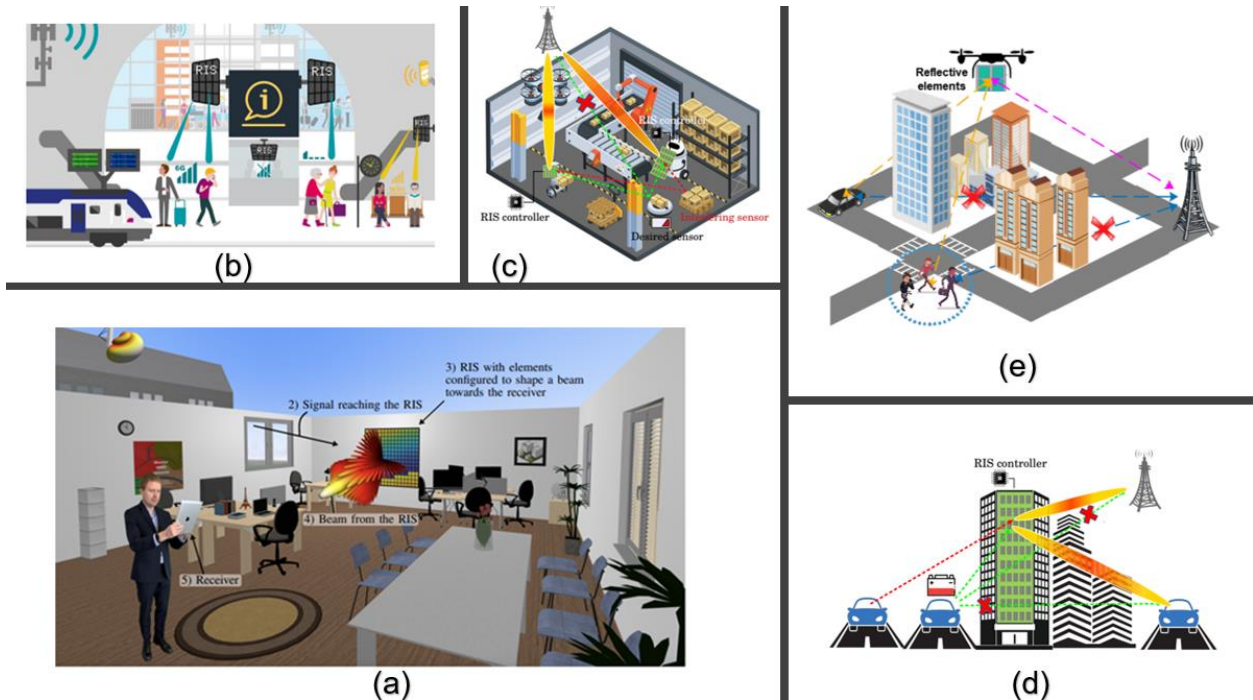 RIS
RIS
RIS
RIS
i
6G
(b)
RIS controller
RIS controller
Interfering sensor
Desired sensor
(c)
Reflective
elements
(e)
3) RIS with elements
configured to shape a beam
towards the receiver
2) Signal reaching the RIS
4) Beam from the RIS
5) Receiver
(a)
RIS controller
(d)